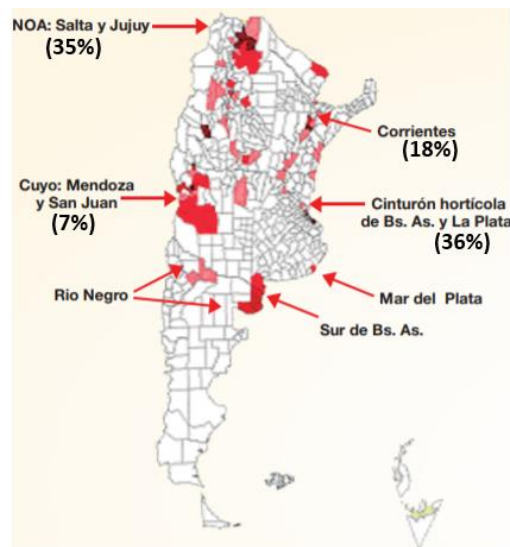 NOA: Salta y Jujuy
(35%)
Corrientes
(18%)
Cuyo: Mendoza
y San Juan
(7%)
Cinturón hortícola
de Bs. As. y La Plata
(36%)
Rio Negro
Mar del Plata
Sur de Bs. As.